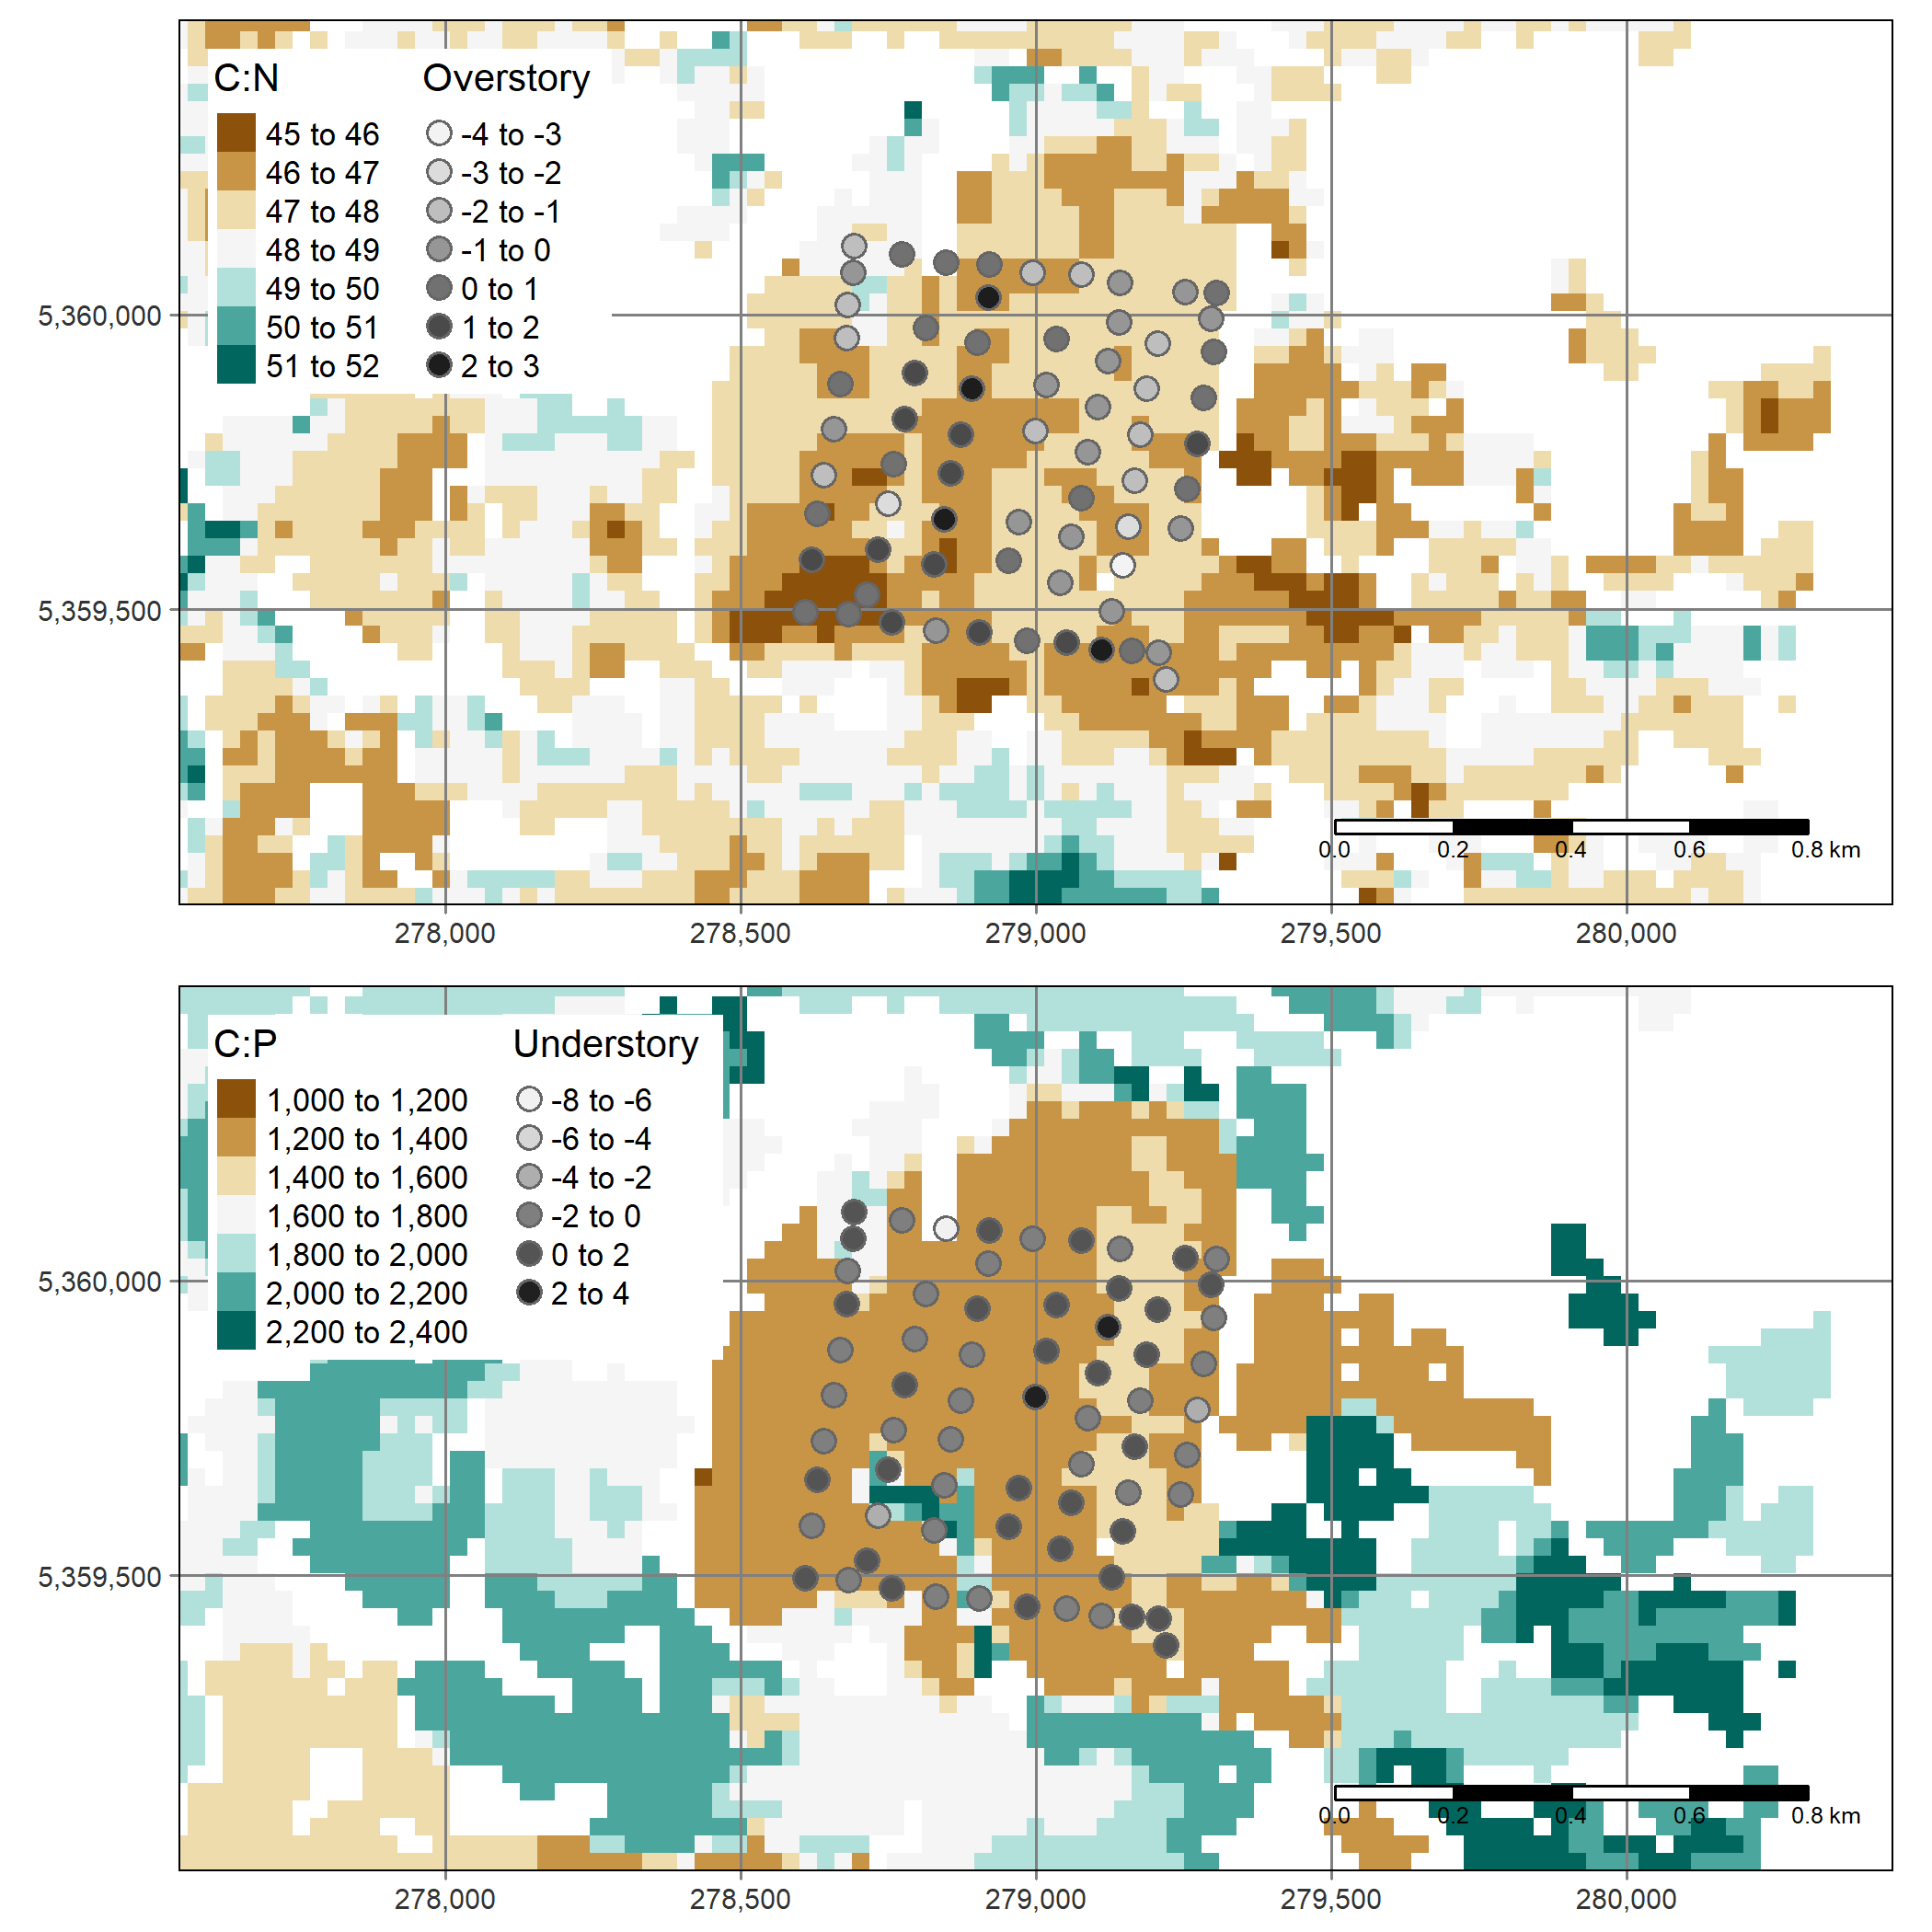 C:N Overstory
45 to 46 -4 to -3
46 to 47 -3 to -2
47 to 48 -2 to -1
48 to 49 -1 to 0
49 to 50 0 to 1
50 to 51 1 to 2
51 to 52 2 to 3
5,360,000
5,359,500
0.0 0.2 0.4 0.6 0.8 km
278,000 278,500 279,000 279,500 280,000
C:P Understory
1,000 to 1,200 -8 to -6
1,200 to 1,400 -6 to -4
1,400 to 1,600 -4 to -2
1,600 to 1,800 -2 to 0
1,800 to 2,000 0 to 2
2,000 to 2,200 2 to 4
2,200 to 2,400
5,360,000
5,359,500
0.0 0.2 0.4 0.6 0.8 km
278,000 278,500 279,000 279,500 280,000